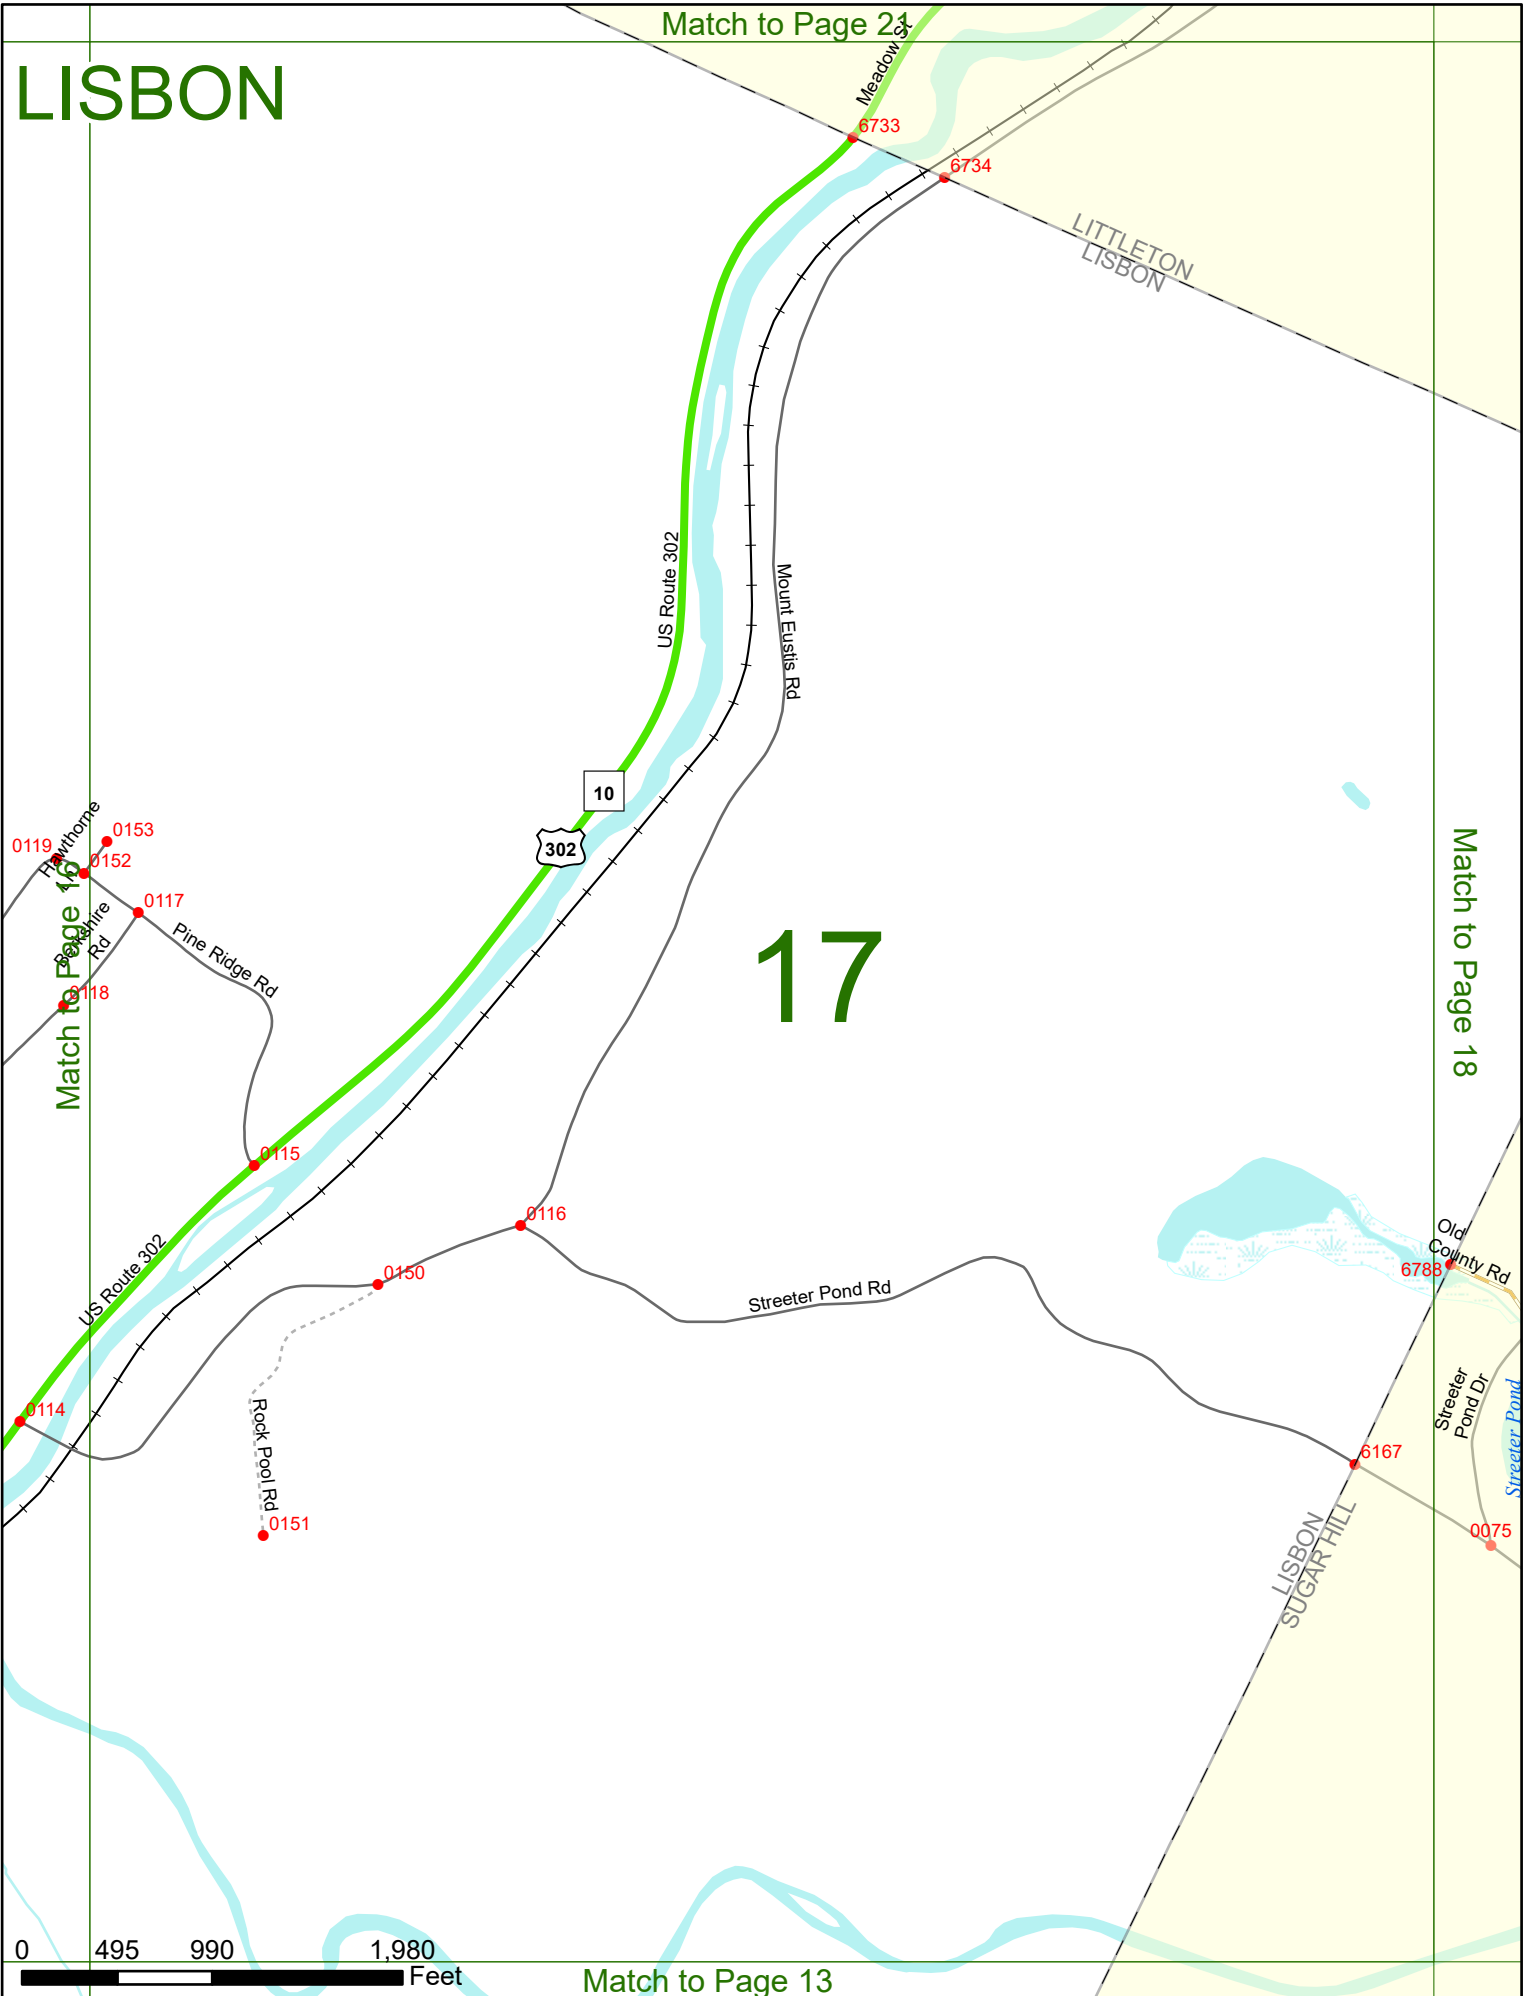 Match to Page 21
LISBON
Meadow St
6733
6734
LITTLETON
LISBON
US Route 302
Mount Eustis Rd
10
302
Hawthorne
Ln
0119
0153
0152
0117
Berkshire
Rd
Pine Ridge Rd
0118
Match to Page 16
17
Match to Page 18
0115
0116
US Route 302
0150
Streeter Pond Rd
Old
County Rd
6788
0114
Rock Pool Rd
Streeter
Pond Dr
Streeter Pond
6167
0151
0075
LISBON
SUGAR HILL
0 495 990 1,980
Feet
Match to Page 13